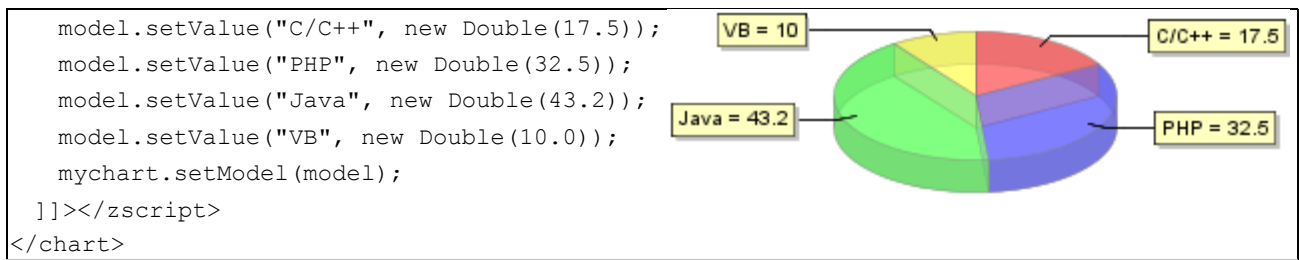 model.setValue("C/C++", new Double(17.5));
model.setValue("PHP", new Double(32.5));
model.setValue("Java", new Double(43.2));
model.setValue("VB", new Double(10.0));
mychart.setModel(model);
]]></zscript>
</chart>
VB = 10
C/C++ = 17.5
Java = 43.2
PHP = 32.5